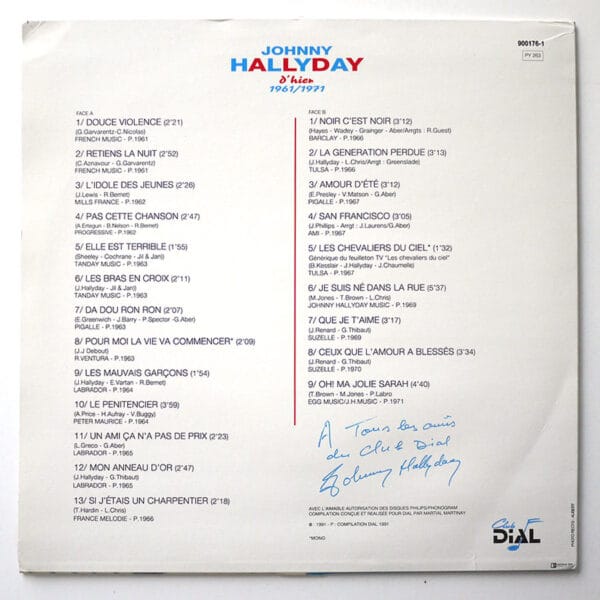 JOHNNY
HALLYDAY
d'hier
1961/1971
900176-1
PY 263
FACE A
1/ DOUCE VIOLENCE (2'21)
(G.Garvarentz-C.Nicolas)
FRENCH MUSIC - P.1961
2/ RETIENS LA NUIT (2'52)
(C.Aznavour - G.Garvarentz)
FRENCH MUSIC - P.1961
3/ L'IDOLE DES JEUNES (2'26)
(J.Lewis - R.Bernet)
MILLS FRANCE - P.1962
4/ PAS CETTE CHANSON (2'47)
(A.Ertegun - B.Nelson - R.Bernet)
PROGRESSIVE - P.1962
5/ ELLE EST TERRIBLE (1'55)
(Sheeley - Cochrane - Jil & Jan)
TANDAY MUSIC - P.1963
6/ LES BRAS EN CROIX (2'11)
(J.Hallyday - Jil & Jan)
TANDAY MUSIC - P.1963
7/ DA DOU RON RON (2'07)
(E.Greenwich - J.Barry - P.Spector -G.Aber)
PIGALLE - P.1963
8/ POUR MOI LA VIE VA COMMENCER* (2'09)
(J.J.Debout)
R.VENTURA - P.1963
9/ LES MAUVAIS GARÇONS (1'54)
(J.Hallyday - E.Vartan - R.Bernet)
LABRADOR - P.1964
10/ LE PENITENCIER (3'59)
(A.Price - H.Aufray - V.Buggy)
PETER MAURICE - P.1964
11/ UN AMI ÇA N'A PAS DE PRIX (2'23)
(L.Greco - G.Aber)
LABRADOR - P.1965
12/ MON ANNEAU D'OR (2'47)
(J.Hallyday - G.Thibaut)
LABRADOR - P.1965
13/ SI J'ÉTAIS UN CHARPENTIER (2'18)
(T.Hardin - L.Chris)
FRANCE MELODIE - P.1966
FACE B
1/ NOIR C'EST NOIR (3'12)
(Hayes - Wadey - Grainger - Aber/Arrgts : R.Guest)
BARCLAY - P.1966
2/ LA GENERATION PERDUE (3'13)
(J.Hallyday - L.Chris/Arrgt : Greenslade)
TULSA - P.1966
3/ AMOUR D'ÉTÉ (3'12)
(E.Presley - V.Matson - G.Aber)
PIGALLE - P.1967
4/ SAN FRANCISCO (3'05)
(J.Phillips - Arrgt : J.Laurens/G.Aber)
AMI - P.1967
5/ LES CHEVALIERS DU CIEL* (1'32)
Générique du feuilleton TV "Les chevaliers du ciel"
(B.Kesslair - J.Hallyday - J.Chaumelle)
TULSA - P.1967
6/ JE SUIS NÉ DANS LA RUE (5'37)
(M.Jones - T.Brown - L.Chris)
JOHNNY HALLYDAY MUSIC - P.1969
7/ QUE JE T'AIME (3'17)
(J.Renard - G.Thibaut)
SUZELLE - P.1969
8/ CEUX QUE L'AMOUR A BLESSÉS (3'34)
(J.Renard - G.Thibaut)
SUZELLE - P.1970
9/ OH! MA JOLIE SARAH (4'40)
(T.Brown - M.Jones - P.Labro)
EGG MUSIC/J.H.MUSIC - P.1971
A Tous les amis
du Club Dial
Johnny Hallyday
AVEC L'AIMABLE AUTORISATION DES DISQUES PHILIPS/PHONOGRAM
COMPILATION CONÇUE ET RÉALISÉE POUR DIAL PAR MARTIAL MARTINAY
1991 - P : COMPILATION DIAL 1991
*MONO
Club
DIAL